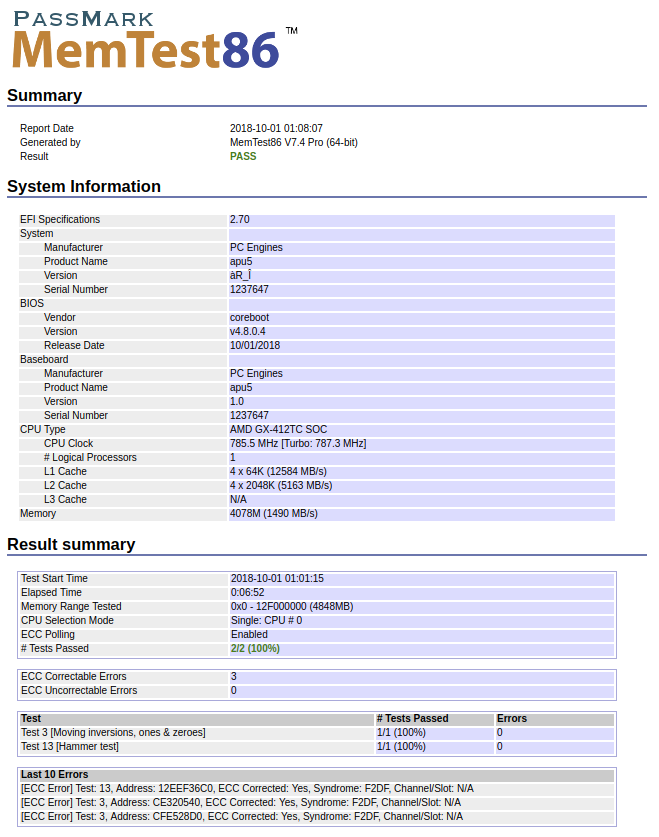 PASSMARK
MemTest86 ™
Summary
Report Date 2018-10-01 01:08:07
Generated by MemTest86 V7.4 Pro (64-bit)
Result PASS
System Information
EFI Specifications 2.70
System
Manufacturer PC Engines
Product Name apu5
Version àR_Î
Serial Number 1237647
BIOS
Vendor coreboot
Version v4.8.0.4
Release Date 10/01/2018
Baseboard
Manufacturer PC Engines
Product Name apu5
Version 1.0
Serial Number 1237647
CPU Type AMD GX-412TC SOC
CPU Clock 785.5 MHz [Turbo: 787.3 MHz]
# Logical Processors 1
L1 Cache 4 x 64K (12584 MB/s)
L2 Cache 4 x 2048K (5163 MB/s)
L3 Cache N/A
Memory 4078M (1490 MB/s)
Result summary
Test Start Time 2018-10-01 01:01:15
Elapsed Time 0:06:52
Memory Range Tested 0x0 - 12F000000 (4848MB)
CPU Selection Mode Single: CPU # 0
ECC Polling Enabled
# Tests Passed 2/2 (100%)
ECC Correctable Errors 3
ECC Uncorrectable Errors 0
Test # Tests Passed Errors
Test 3 [Moving inversions, ones & zeroes] 1/1 (100%) 0
Test 13 [Hammer test] 1/1 (100%) 0
Last 10 Errors
[ECC Error] Test: 13, Address: 12EEF36C0, ECC Corrected: Yes, Syndrome: F2DF, Channel/Slot: N/A
[ECC Error] Test: 3, Address: CE320540, ECC Corrected: Yes, Syndrome: F2DF, Channel/Slot: N/A
[ECC Error] Test: 3, Address: CFE528D0, ECC Corrected: Yes, Syndrome: F2DF, Channel/Slot: N/A